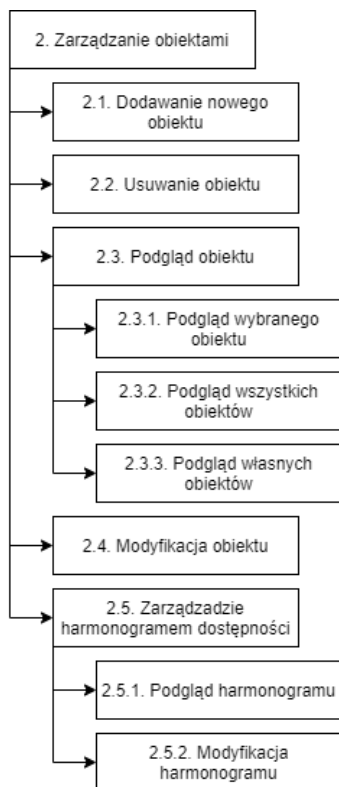 2. Zarządzanie obiektami
2.1. Dodawanie nowego
obiektu
2.2. Usuwanie obiektu
2.3. Podgląd obiektu
2.3.1. Podgląd wybranego
obiektu
2.3.2. Podgląd wszystkich
obiektów
2.3.3. Podgląd własnych
obiektów
2.4. Modyfikacja obiektu
2.5. Zarządzadzie
harmonogramem dostępności
2.5.1. Podgląd harmonogramu
2.5.2. Modyfikacja
harmonogramu